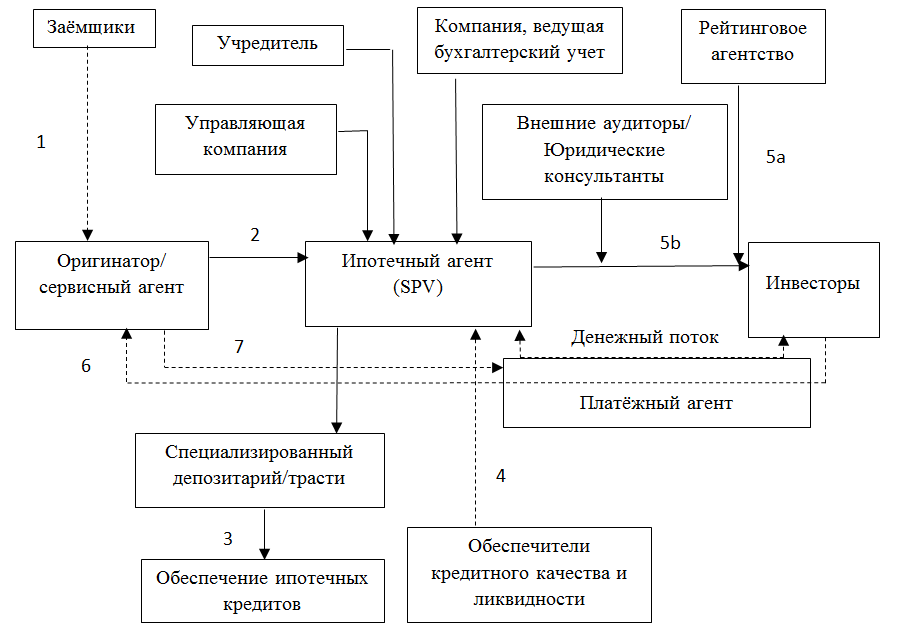 Заёмщики
Учредитель
Компания, ведущая
бухгалтерский учет
Рейтинговое
агентство
Управляющая
компания
Внешние аудиторы/
Юридические
консультанты
1
5a
2
5b
Оригинатор/
сервисный агент
Ипотечный агент
(SPV)
Инвесторы
Денежный поток
6
7
Платёжный агент
Специализированный
депозитарий/трасти
4
3
Обеспечение ипотечных
кредитов
Обеспечители
кредитного качества и
ликвидности